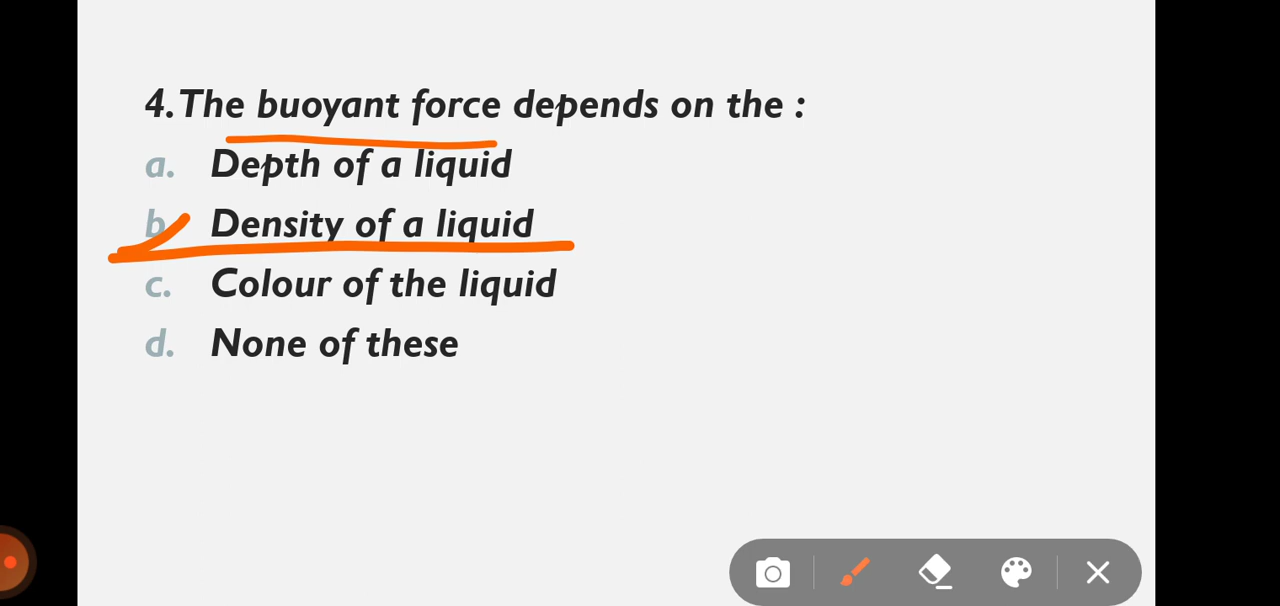 4. The buoyant force depends on the :
a. Depth of a liquid
b. Density of a liquid
c. Colour of the liquid
d. None of these